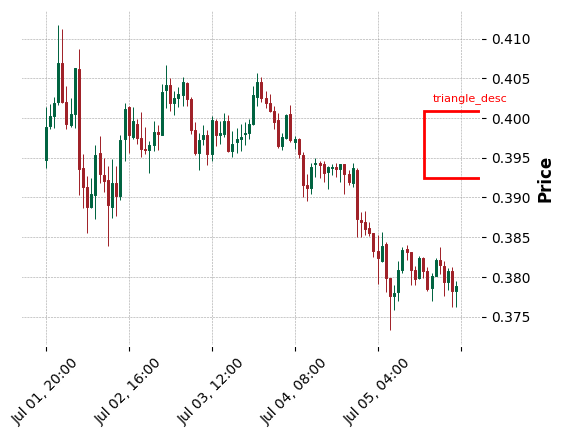 0.410
0.405
triangle_desc
0.400
0.395
Price
0.390
0.385
0.380
0.375
Jul 01, 20:00
Jul 02, 16:00
Jul 03, 12:00
Jul 04, 08:00
Jul 05, 04:00